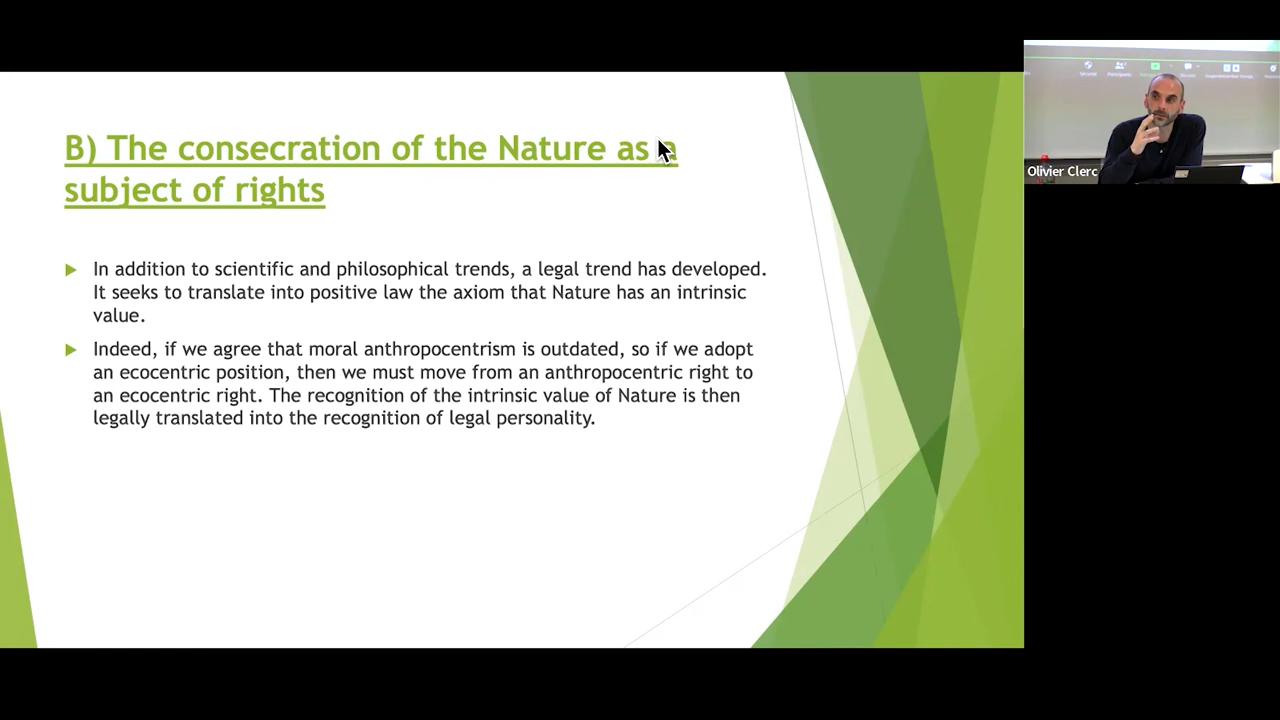 B) The consecration of the Nature as a
subject of rights
In addition to scientific and philosophical trends, a legal trend has developed.
It seeks to translate into positive law the axiom that Nature has an intrinsic
value.
Indeed, if we agree that moral anthropocentrism is outdated, so if we adopt
an ecocentric position, then we must move from an anthropocentric right to
an ecocentric right. The recognition of the intrinsic value of Nature is then
legally translated into the recognition of legal personality.
Olivier Clerc